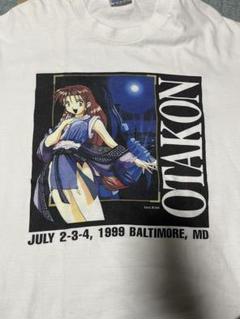 OTAKON
JULY 2-3-4, 1999 BALTIMORE, MD